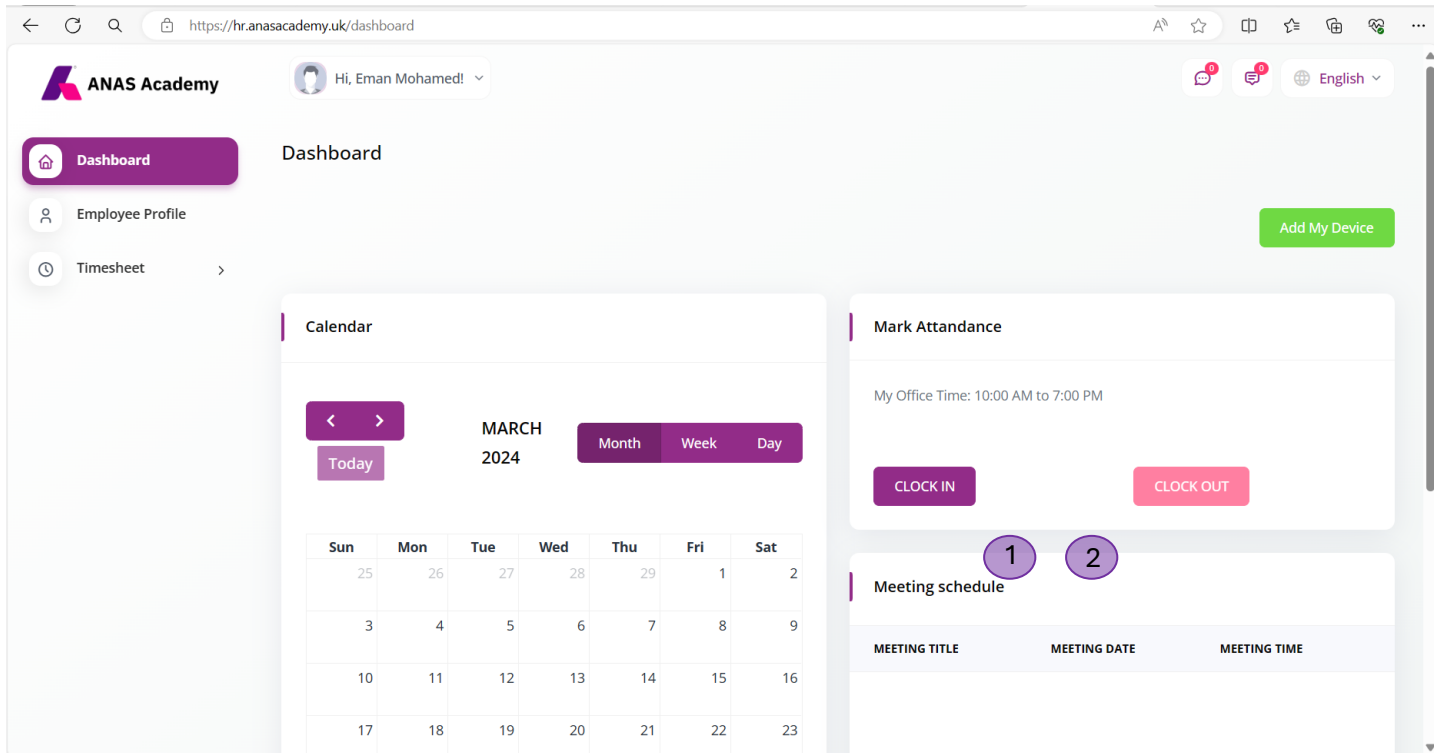 https://hr.anasacademy.uk/dashboard
ANAS Academy
Hi, Eman Mohamed!
0
0
English
Dashboard
Employee Profile
Timesheet
Dashboard
Add My Device
Calendar
MARCH
2024
Today
Month Week Day
Sun Mon Tue Wed Thu Fri Sat
25 26 27 28 29 1 2
3 4 5 6 7 8 9
10 11 12 13 14 15 16
17 18 19 20 21 22 23
Mark Attandance
My Office Time: 10:00 AM to 7:00 PM
CLOCK IN
CLOCK OUT
1
2
Meeting schedule
MEETING TITLE MEETING DATE MEETING TIME